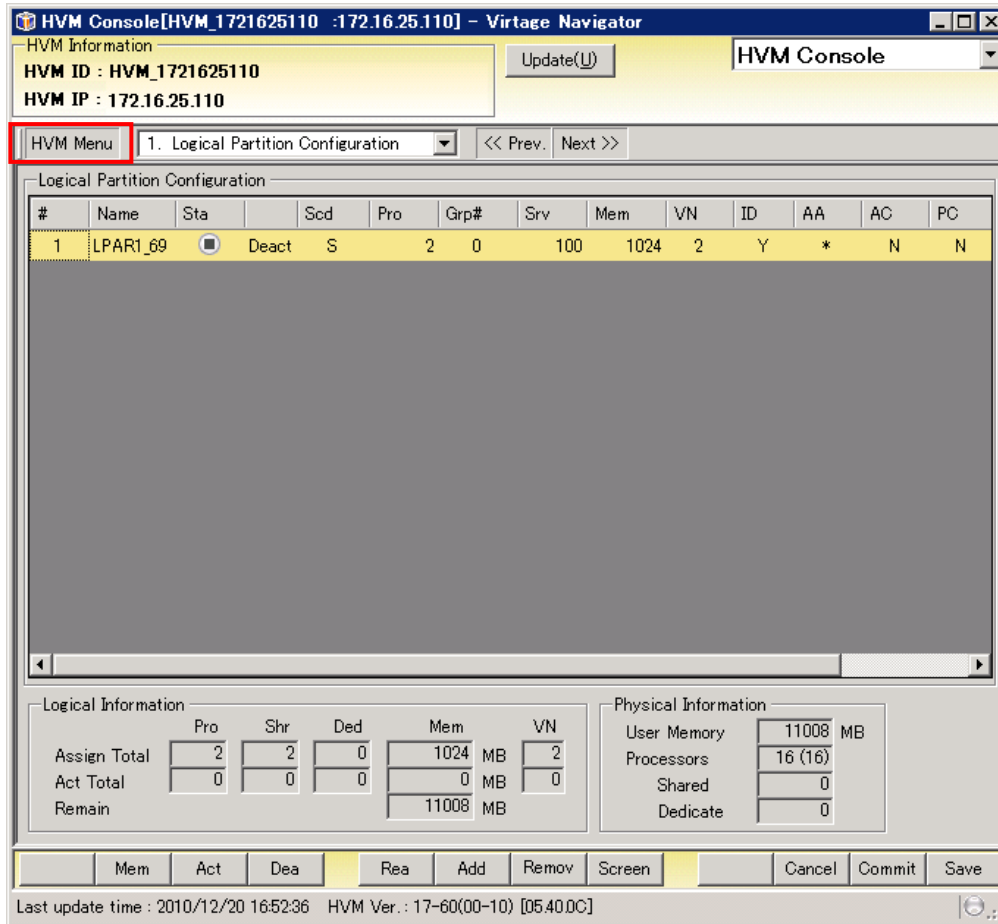 HVM Console[HVM_1721625110 :172.16.25.110] - Virtage Navigator
HVM Information
HVM ID : HVM_1721625110
HVM IP : 172.16.25.110
Update(U)
HVM Console
HVM Menu 1. Logical Partition Configuration << Prev. Next >>
Logical Partition Configuration
# Name Sta Scd Pro Grp# Srv Mem VN ID AA AC PC
1 LPAR1_69 Deact S 2 0 100 1024 2 Y * N N
Logical Information
Pro Shr Ded Mem VN
Assign Total 2 2 0 1024 MB 2
Act Total 0 0 0 0 MB 0
Remain 11008 MB
Physical Information
User Memory 11008 MB
Processors 16 (16)
Shared 0
Dedicate 0
Mem Act Dea Rea Add Remov Screen Cancel Commit Save
Last update time : 2010/12/20 16:52:36 HVM Ver. : 17-60(00-10) [05.40.0C]